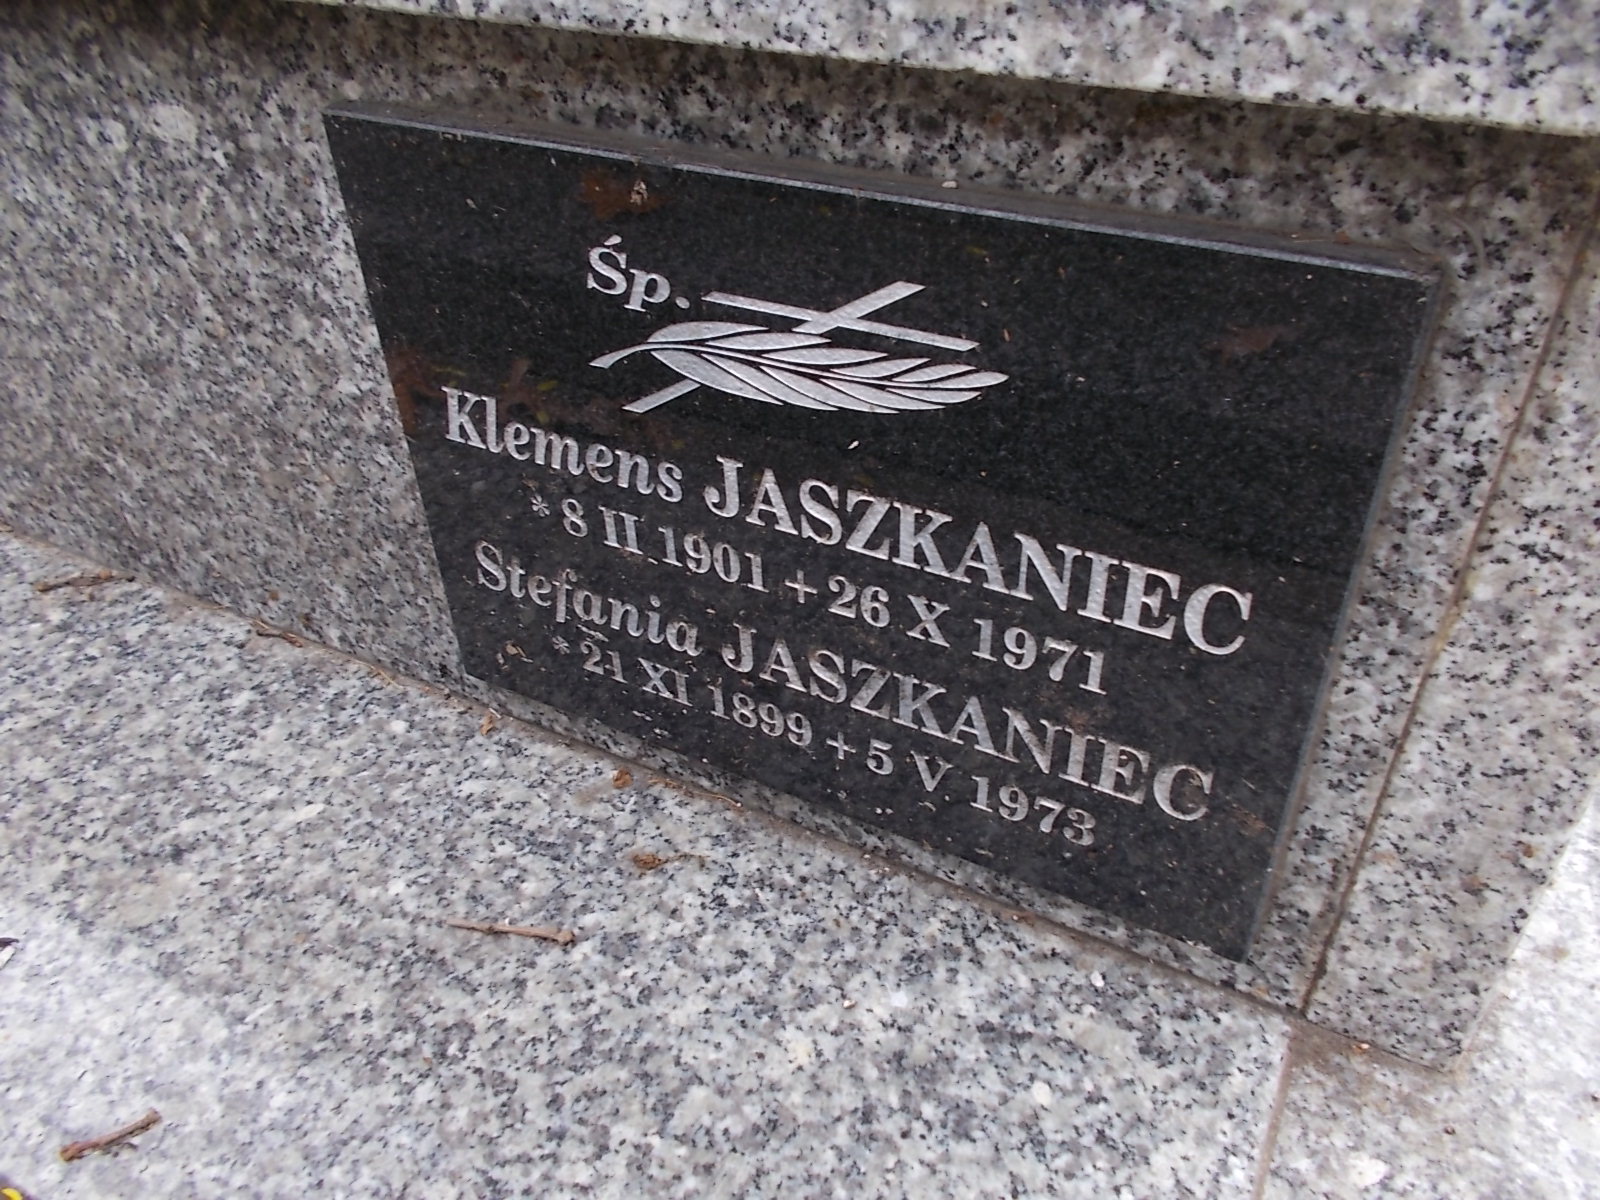 Śp.
Klemens JASZKANIEC
* 8 II 1901 + 26 X 1971
Stefania JASZKANIEC
* 21 XI 1899 + 5 V 1973